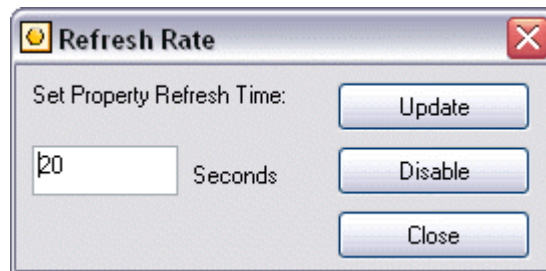 Refresh Rate
Set Property Refresh Time:
Update
20
Seconds
Disable
Close